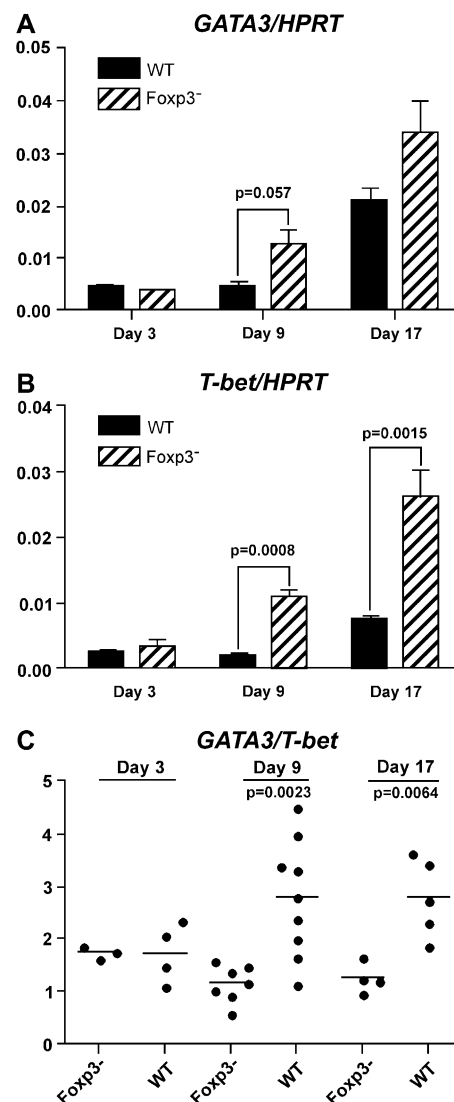 A
GATA3/HPRT
0.05
0.04
0.03
0.02
0.01
0.00
WT
Foxp3⁻
p=0.057
Day 3
Day 9
Day 17
B
T-bet/HPRT
0.04
0.03
0.02
0.01
0.00
WT
Foxp3⁻
p=0.0015
p=0.0008
Day 3
Day 9
Day 17
C
GATA3/T-bet
Day 3
Day 9
Day 17
p=0.0023
p=0.0064
5
4
3
2
1
0
Foxp3-
WT
Foxp3-
WT
Foxp3-
WT